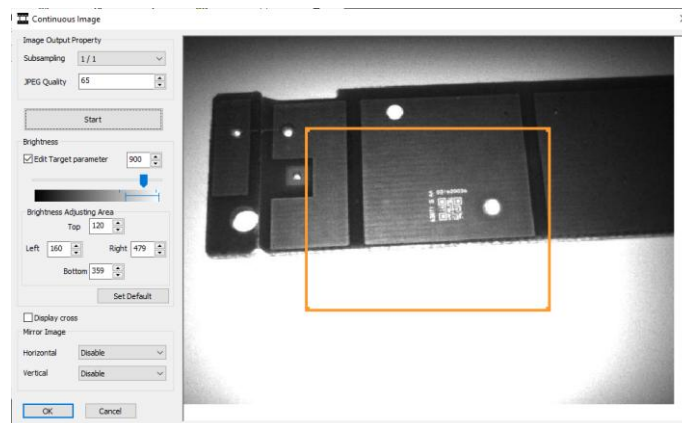 Continuous Image
Image Output Property
Subsampling 1 / 1
JPEG Quality 65
Start
Brightness
Edit Target parameter 900
Brightness Adjusting Area
Top 120
Left 160 Right 479
Bottom 359
Set Default
Display cross
Mirror Image
Horizontal Disable
Vertical Disable
OK Cancel